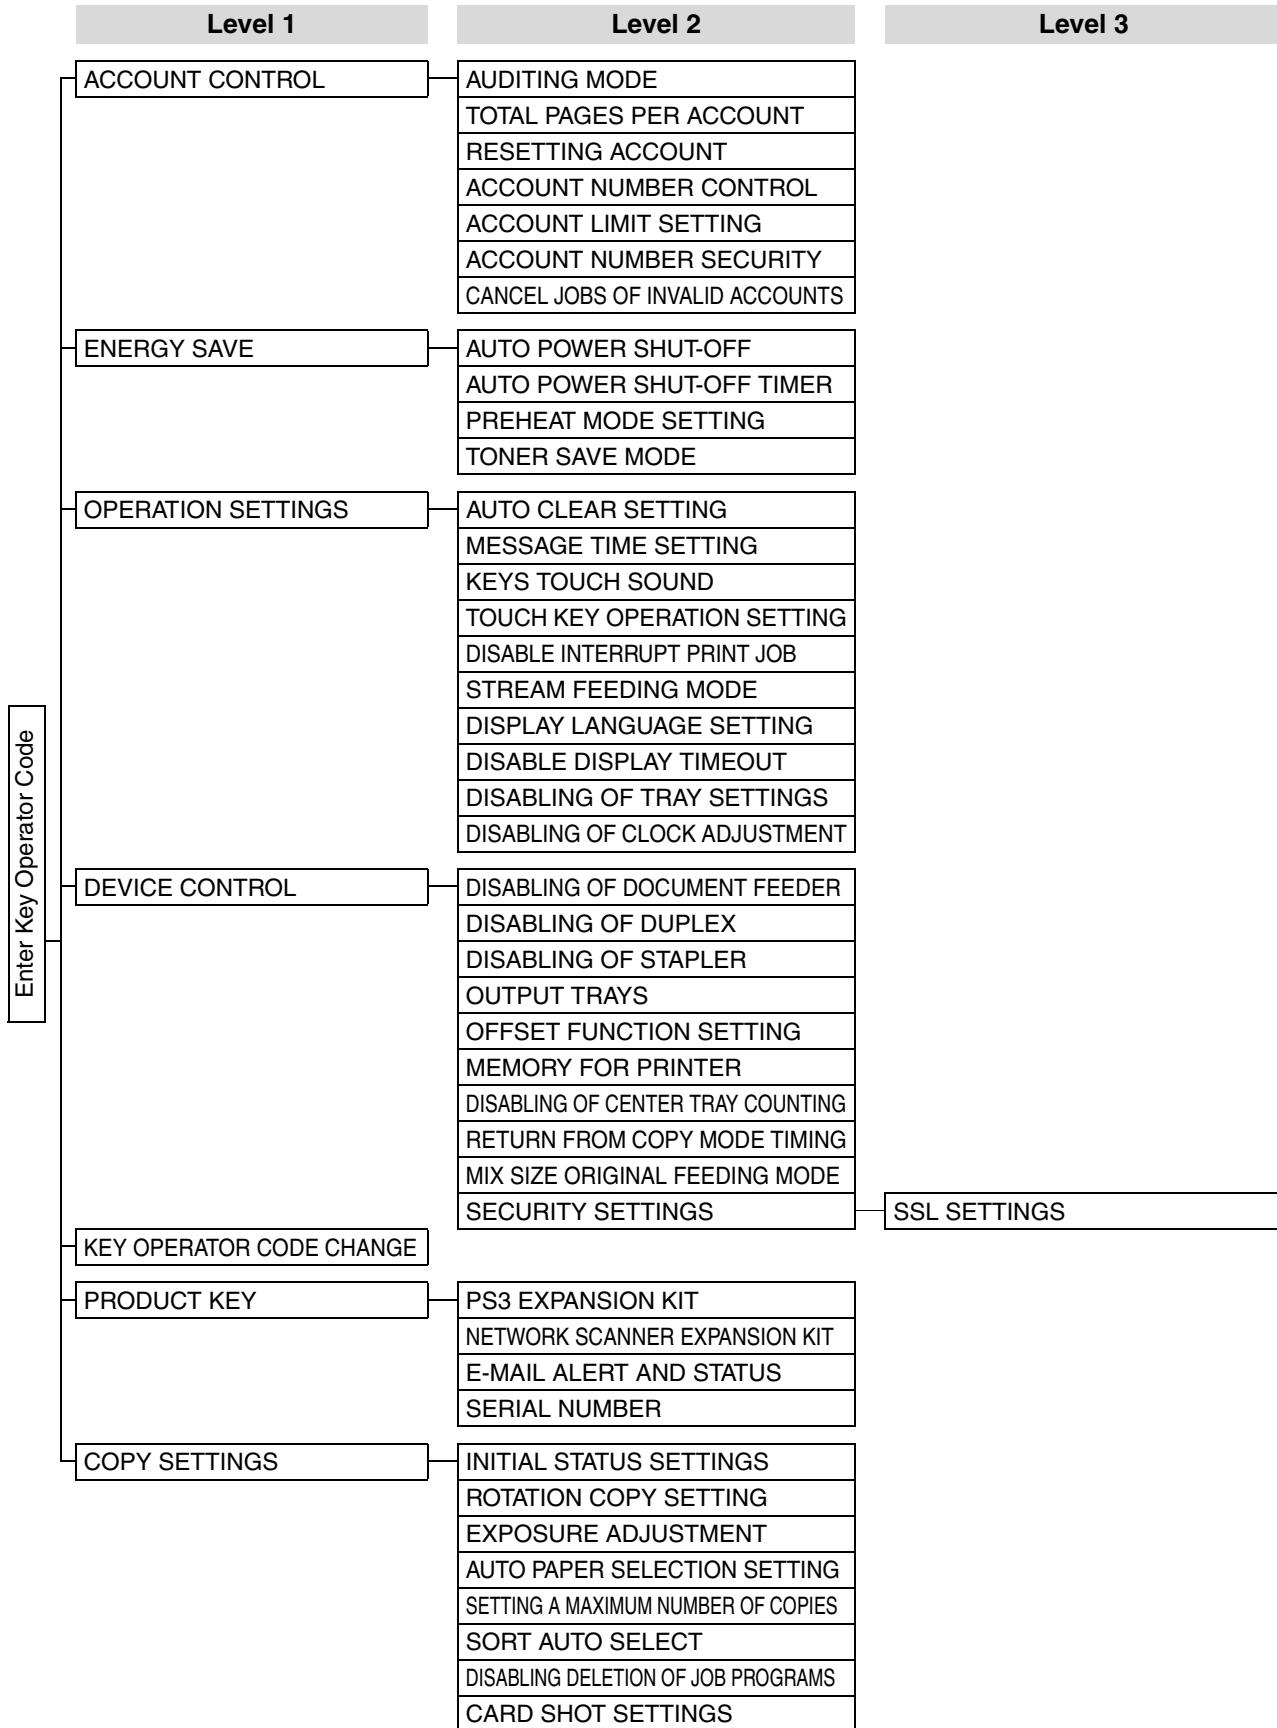 Level 1 Level 2 Level 3
Enter Key Operator Code
ACCOUNT CONTROL
AUDITING MODE
TOTAL PAGES PER ACCOUNT
RESETTING ACCOUNT
ACCOUNT NUMBER CONTROL
ACCOUNT LIMIT SETTING
ACCOUNT NUMBER SECURITY
CANCEL JOBS OF INVALID ACCOUNTS
ENERGY SAVE
AUTO POWER SHUT-OFF
AUTO POWER SHUT-OFF TIMER
PREHEAT MODE SETTING
TONER SAVE MODE
OPERATION SETTINGS
AUTO CLEAR SETTING
MESSAGE TIME SETTING
KEYS TOUCH SOUND
TOUCH KEY OPERATION SETTING
DISABLE INTERRUPT PRINT JOB
STREAM FEEDING MODE
DISPLAY LANGUAGE SETTING
DISABLE DISPLAY TIMEOUT
DISABLING OF TRAY SETTINGS
DISABLING OF CLOCK ADJUSTMENT
DEVICE CONTROL
DISABLING OF DOCUMENT FEEDER
DISABLING OF DUPLEX
DISABLING OF STAPLER
OUTPUT TRAYS
OFFSET FUNCTION SETTING
MEMORY FOR PRINTER
DISABLING OF CENTER TRAY COUNTING
RETURN FROM COPY MODE TIMING
MIX SIZE ORIGINAL FEEDING MODE
SECURITY SETTINGS
SSL SETTINGS
KEY OPERATOR CODE CHANGE
PRODUCT KEY
PS3 EXPANSION KIT
NETWORK SCANNER EXPANSION KIT
E-MAIL ALERT AND STATUS
SERIAL NUMBER
COPY SETTINGS
INITIAL STATUS SETTINGS
ROTATION COPY SETTING
EXPOSURE ADJUSTMENT
AUTO PAPER SELECTION SETTING
SETTING A MAXIMUM NUMBER OF COPIES
SORT AUTO SELECT
DISABLING DELETION OF JOB PROGRAMS
CARD SHOT SETTINGS